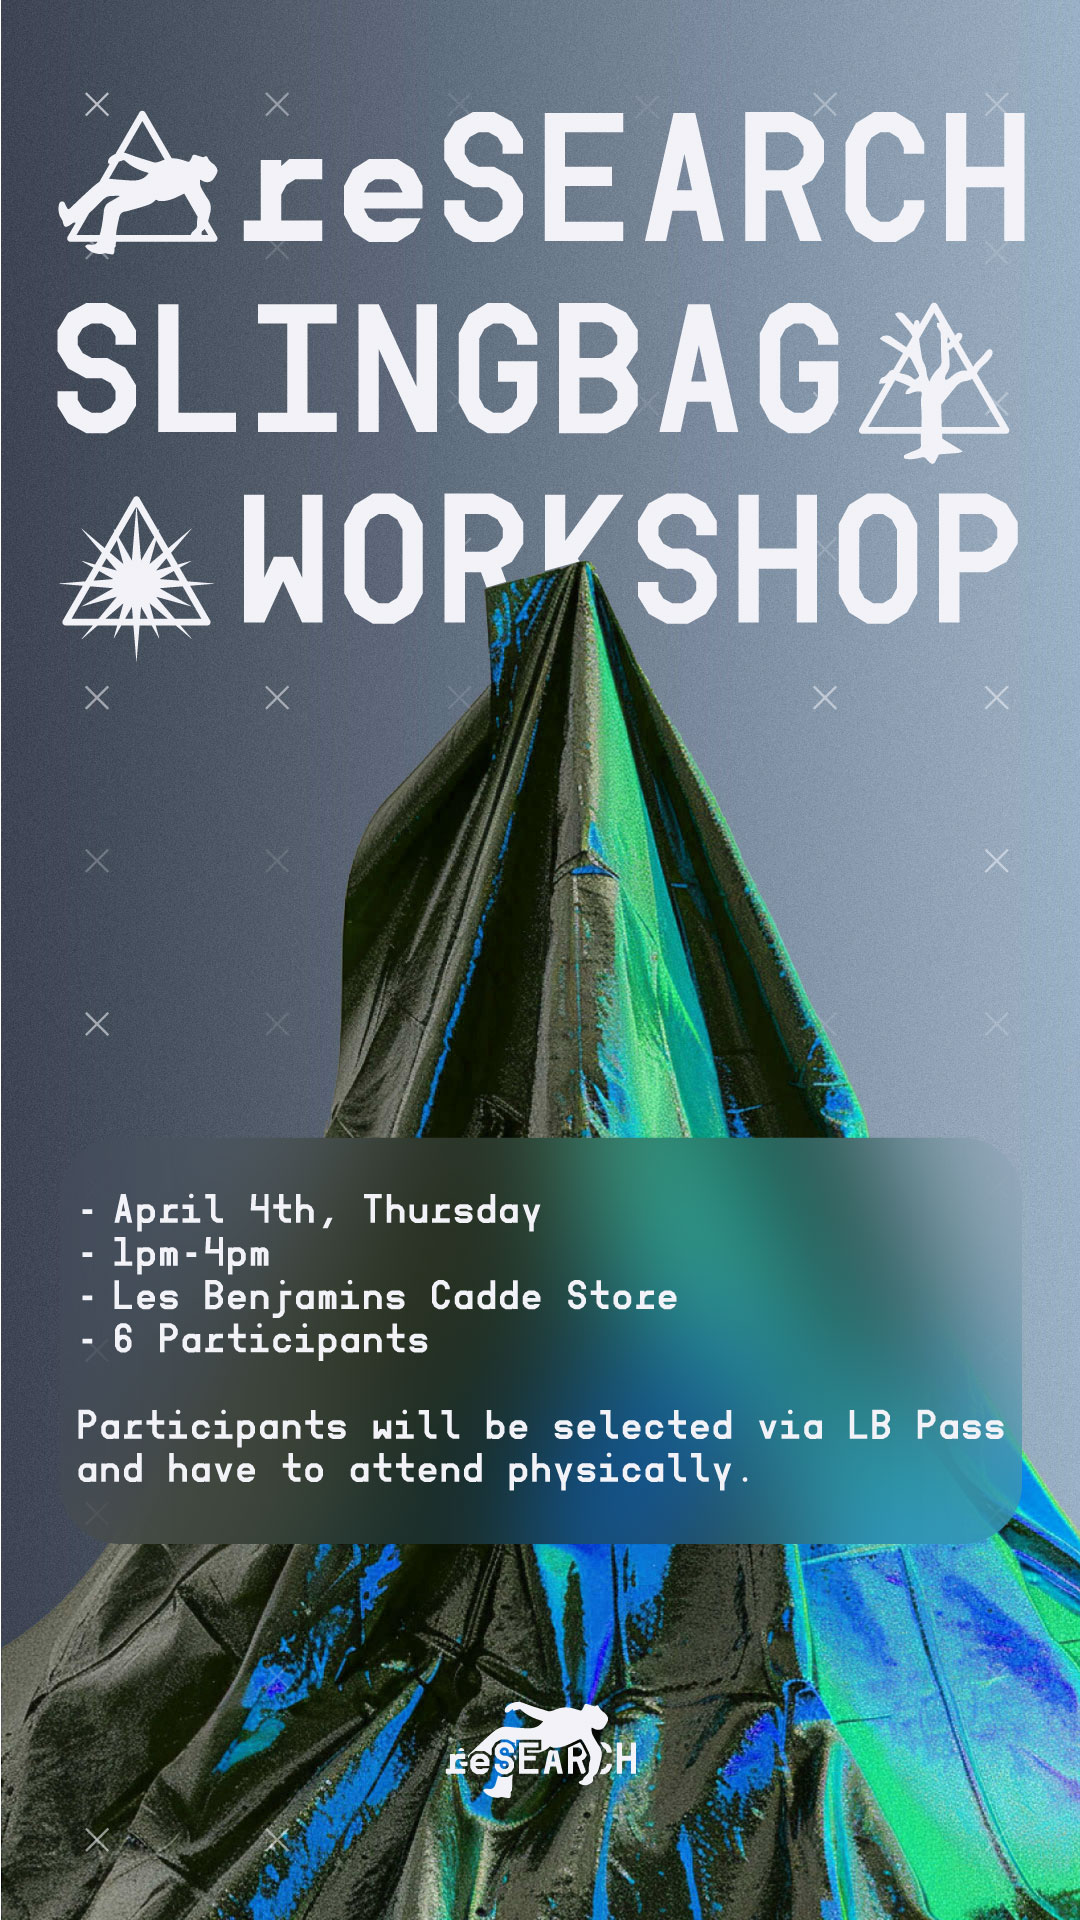 reSEARCH
SLINGBAG
WORKSHOP
- April 4th, Thursday
- 1pm-4pm
- Les Benjamins Cadde Store
- 6 Participants
Participants will be selected via LB Pass
and have to attend physically.
reSEARCH